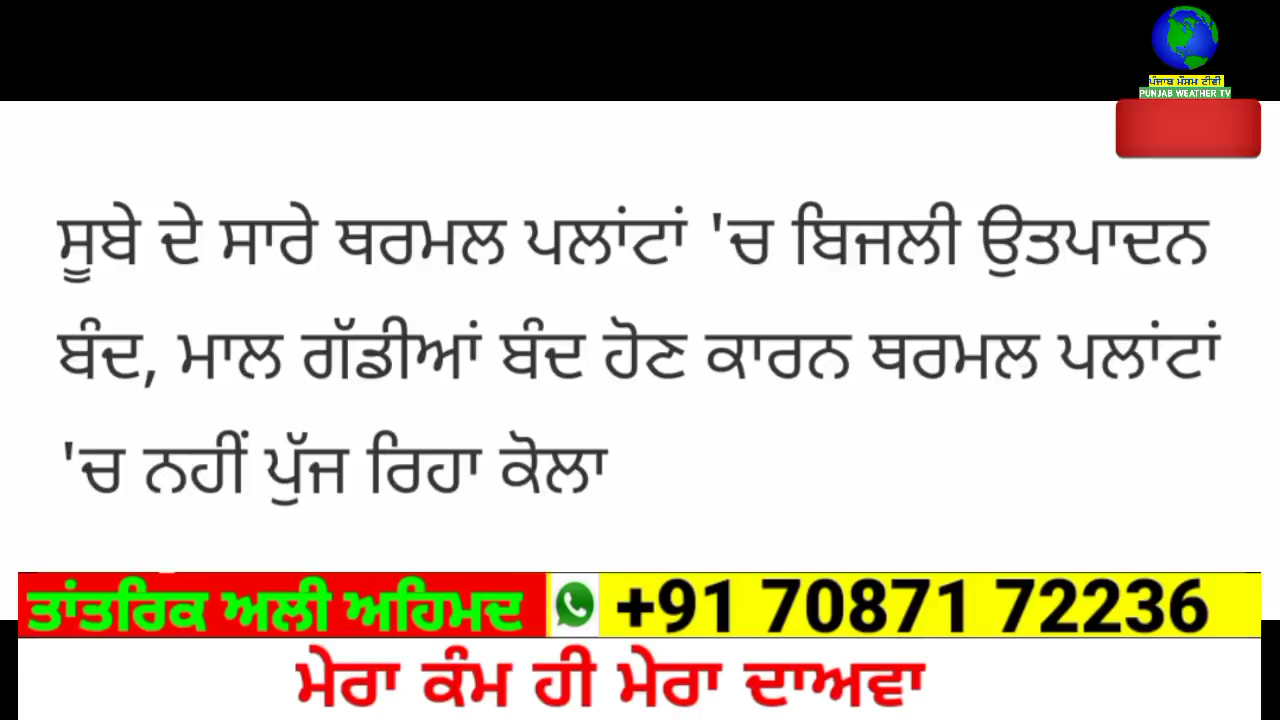 ਪੰਜਾਬ ਮੌਸਮ ਟੀਵੀ
PUNJAB WEATHER TV
ਸੂਬੇ ਦੇ ਸਾਰੇ ਥਰਮਲ ਪਲਾਂਟਾਂ 'ਚ ਬਿਜਲੀ ਉਤਪਾਦਨ
ਬੰਦ, ਮਾਲ ਗੱਡੀਆਂ ਬੰਦ ਹੋਣ ਕਾਰਨ ਥਰਮਲ ਪਲਾਂਟਾਂ
'ਚ ਨਹੀਂ ਪੁੱਜ ਰਿਹਾ ਕੋਲਾ
ਤਾਂਤਰਿਕ ਅਲੀ ਅਹਿਮਦ +91 70871 72236
ਮੇਰਾ ਕੰਮ ਹੀ ਮੇਰਾ ਦਾਅਵਾ